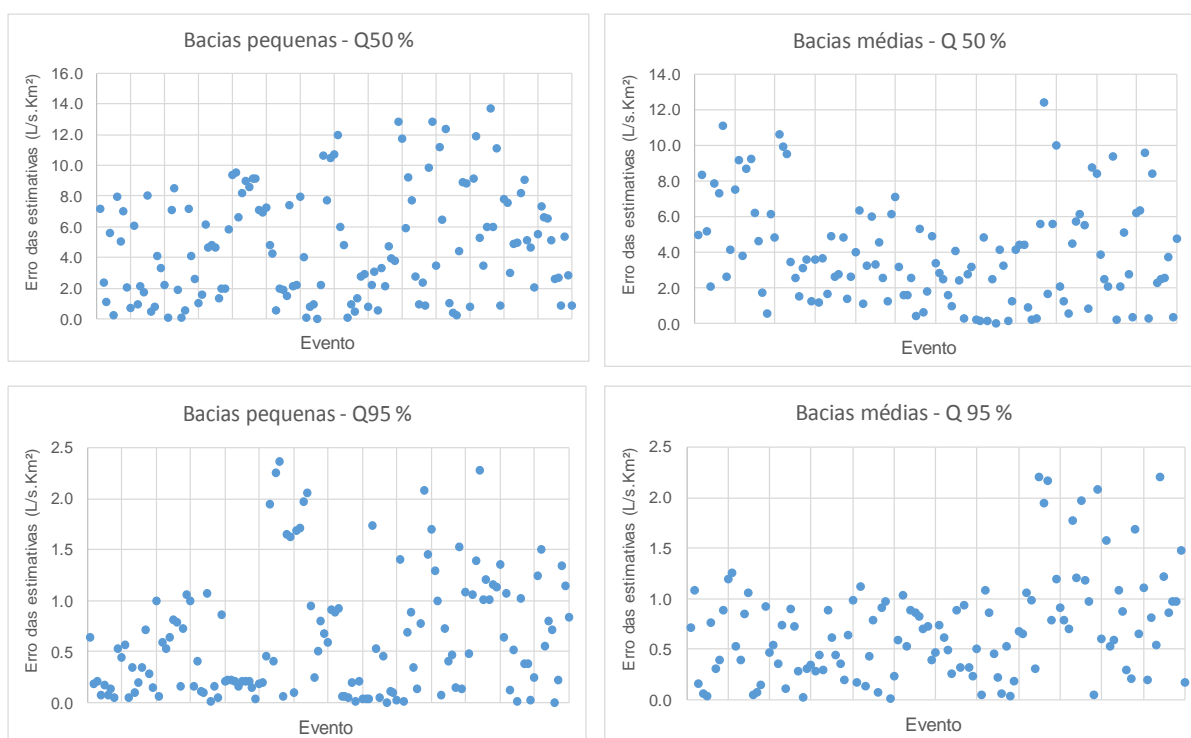 Bacias pequenas - Q50 %
Erro das estimativas (L/s.Km²)
16.0
14.0
12.0
10.0
8.0
6.0
4.0
2.0
0.0
Evento
Bacias médias - Q 50 %
Erro das estimativas (L/s.Km²)
14.0
12.0
10.0
8.0
6.0
4.0
2.0
0.0
Evento
Bacias pequenas - Q95 %
Erro das estimativas (L/s.Km²)
2.5
2.0
1.5
1.0
0.5
0.0
Evento
Bacias médias - Q 95 %
Erro das estimativas (L/s.Km²)
2.5
2.0
1.5
1.0
0.5
0.0
Evento